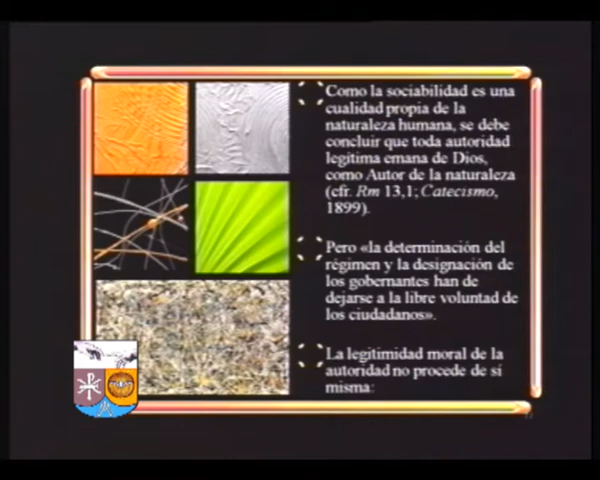 Como la sociabilidad es una
cualidad propia de la
naturaleza humana, se debe
concluir que toda autoridad
legítima emana de Dios,
como Autor de la naturaleza
(cfr. Rm 13,1; Catecismo,
1899).
Pero «la determinación del
régimen y la designación de
los gobernantes han de
dejarse a la libre voluntad de
los ciudadanos».
La legitimidad moral de la
autoridad no procede de sí
misma: